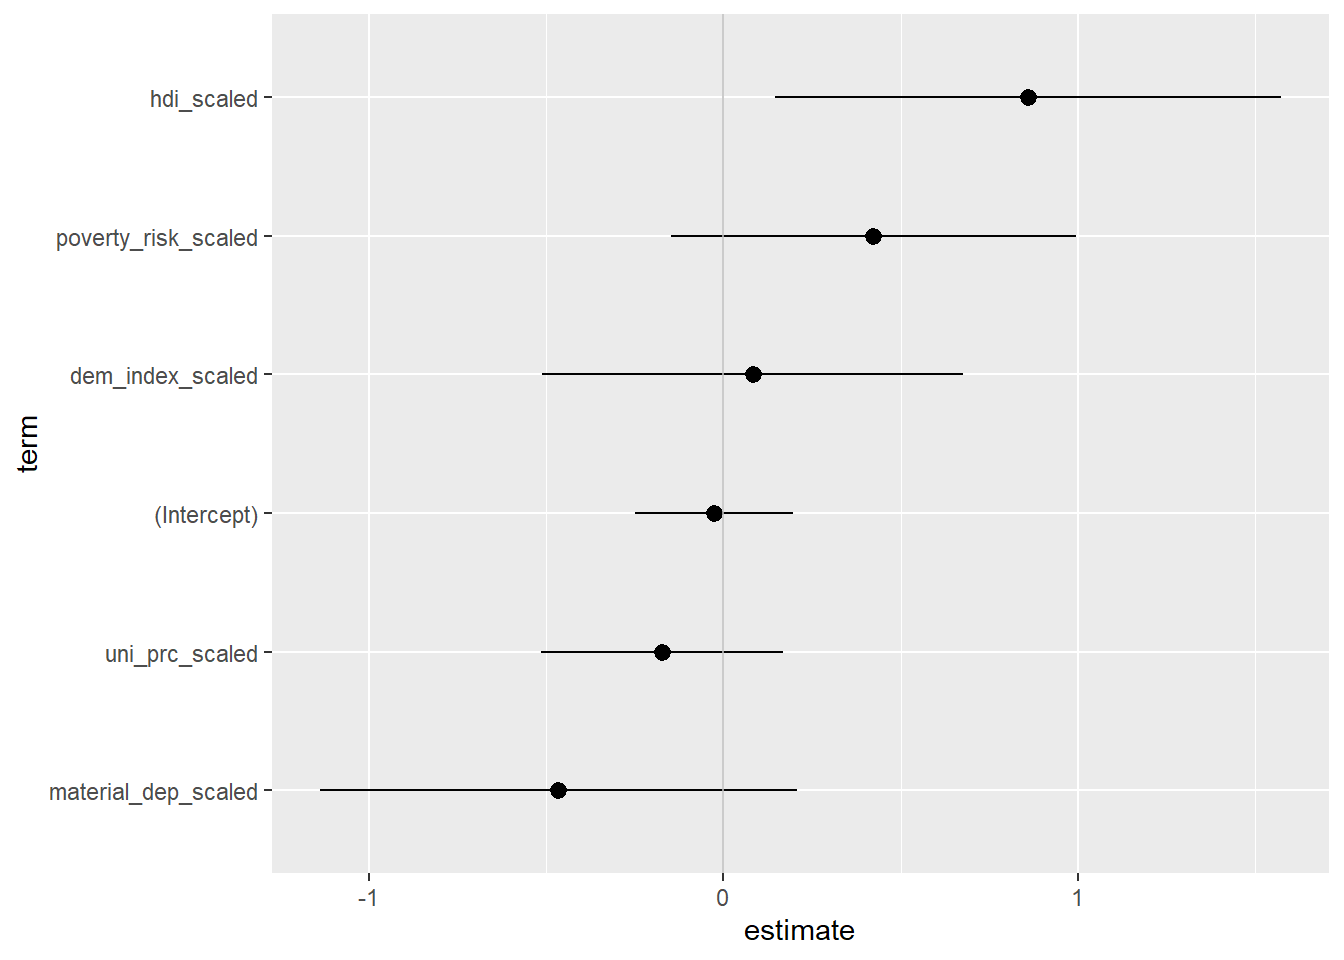 hdi_scaled
poverty_risk_scaled
dem_index_scaled
term
(Intercept)
uni_prc_scaled
material_dep_scaled
-1 0 1
estimate